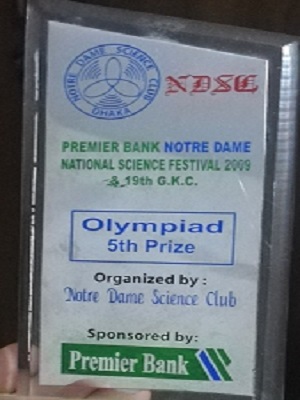 NOTRE DAME SCIENCE CLUB
DHAKA
NDSC
PREMIER BANK NOTRE DAME
NATIONAL SCIENCE FESTIVAL 2009
& 19th G.K.C.
Olympiad
5th Prize
Organized by :
Notre Dame Science Club
Sponsored by:
Premier Bank